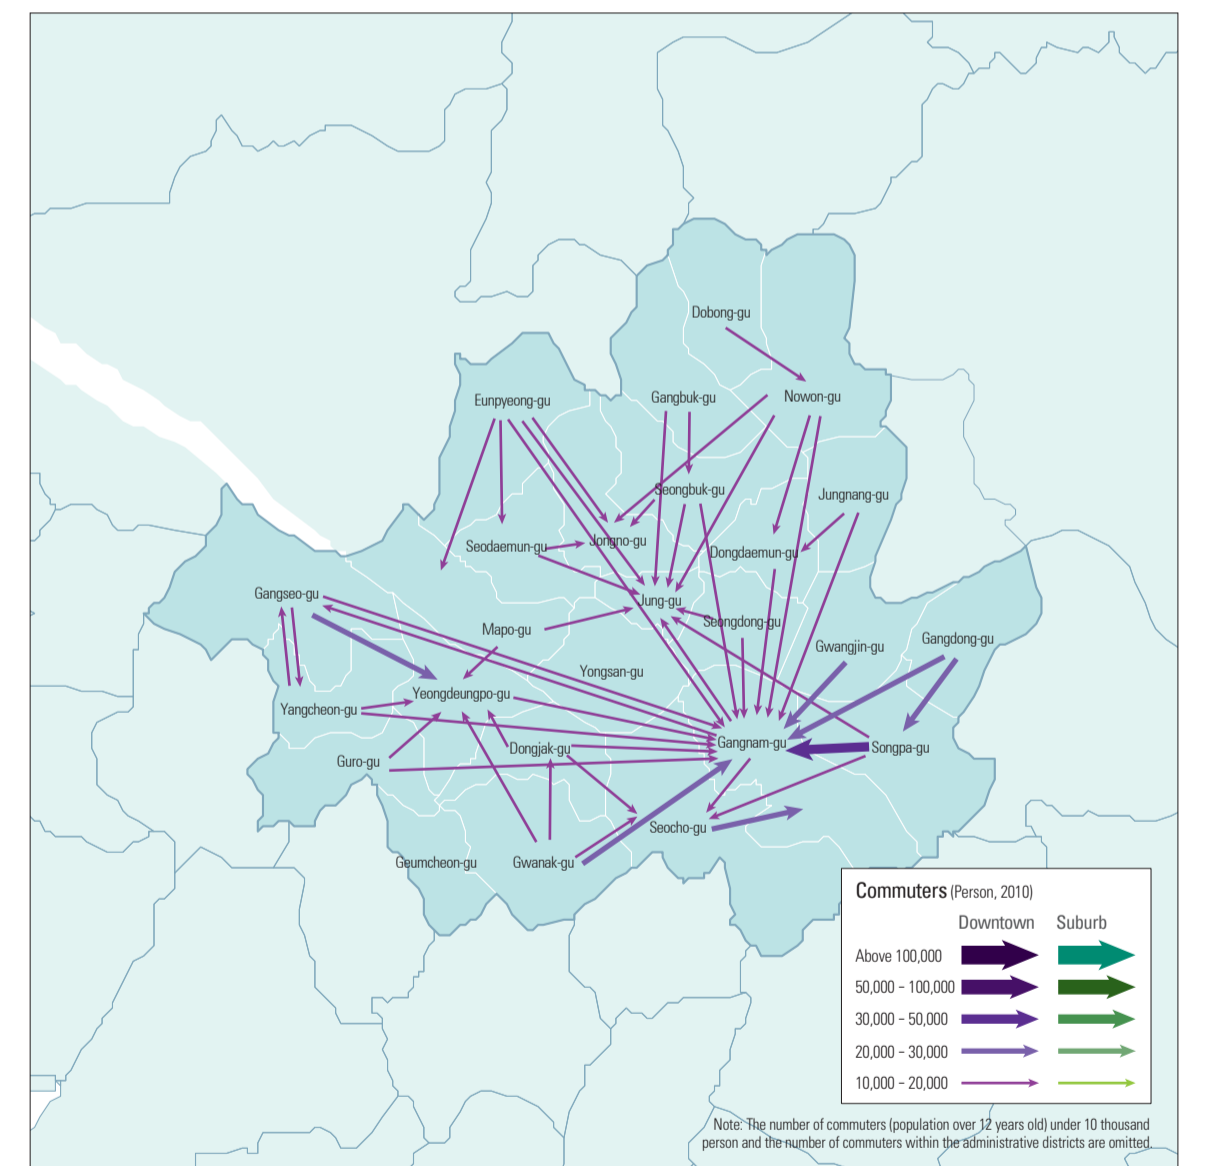 Dobong-gu
Eunpyeong-gu
Gangbuk-gu
Nowon-gu
Seongbuk-gu
Jungnang-gu
Seodaemun-gu
Jongno-gu
Dongdaemun-gu
Gangseo-gu
Jung-gu
Mapo-gu
Seongdong-gu
Gwangjin-gu
Gangdong-gu
Yongsan-gu
Yeongdeungpo-gu
Yangcheon-gu
Dongjak-gu
Gangnam-gu
Songpa-gu
Guro-gu
Seocho-gu
Geumcheon-gu
Gwanak-gu
Commuters (Person, 2010)
Downtown Suburb
Above 100,000
50,000 – 100,000
30,000 – 50,000
20,000 – 30,000
10,000 – 20,000
Note: The number of commuters (population over 12 years old) under 10 thousand
person and the number of commuters within the administrative districts are omitted.